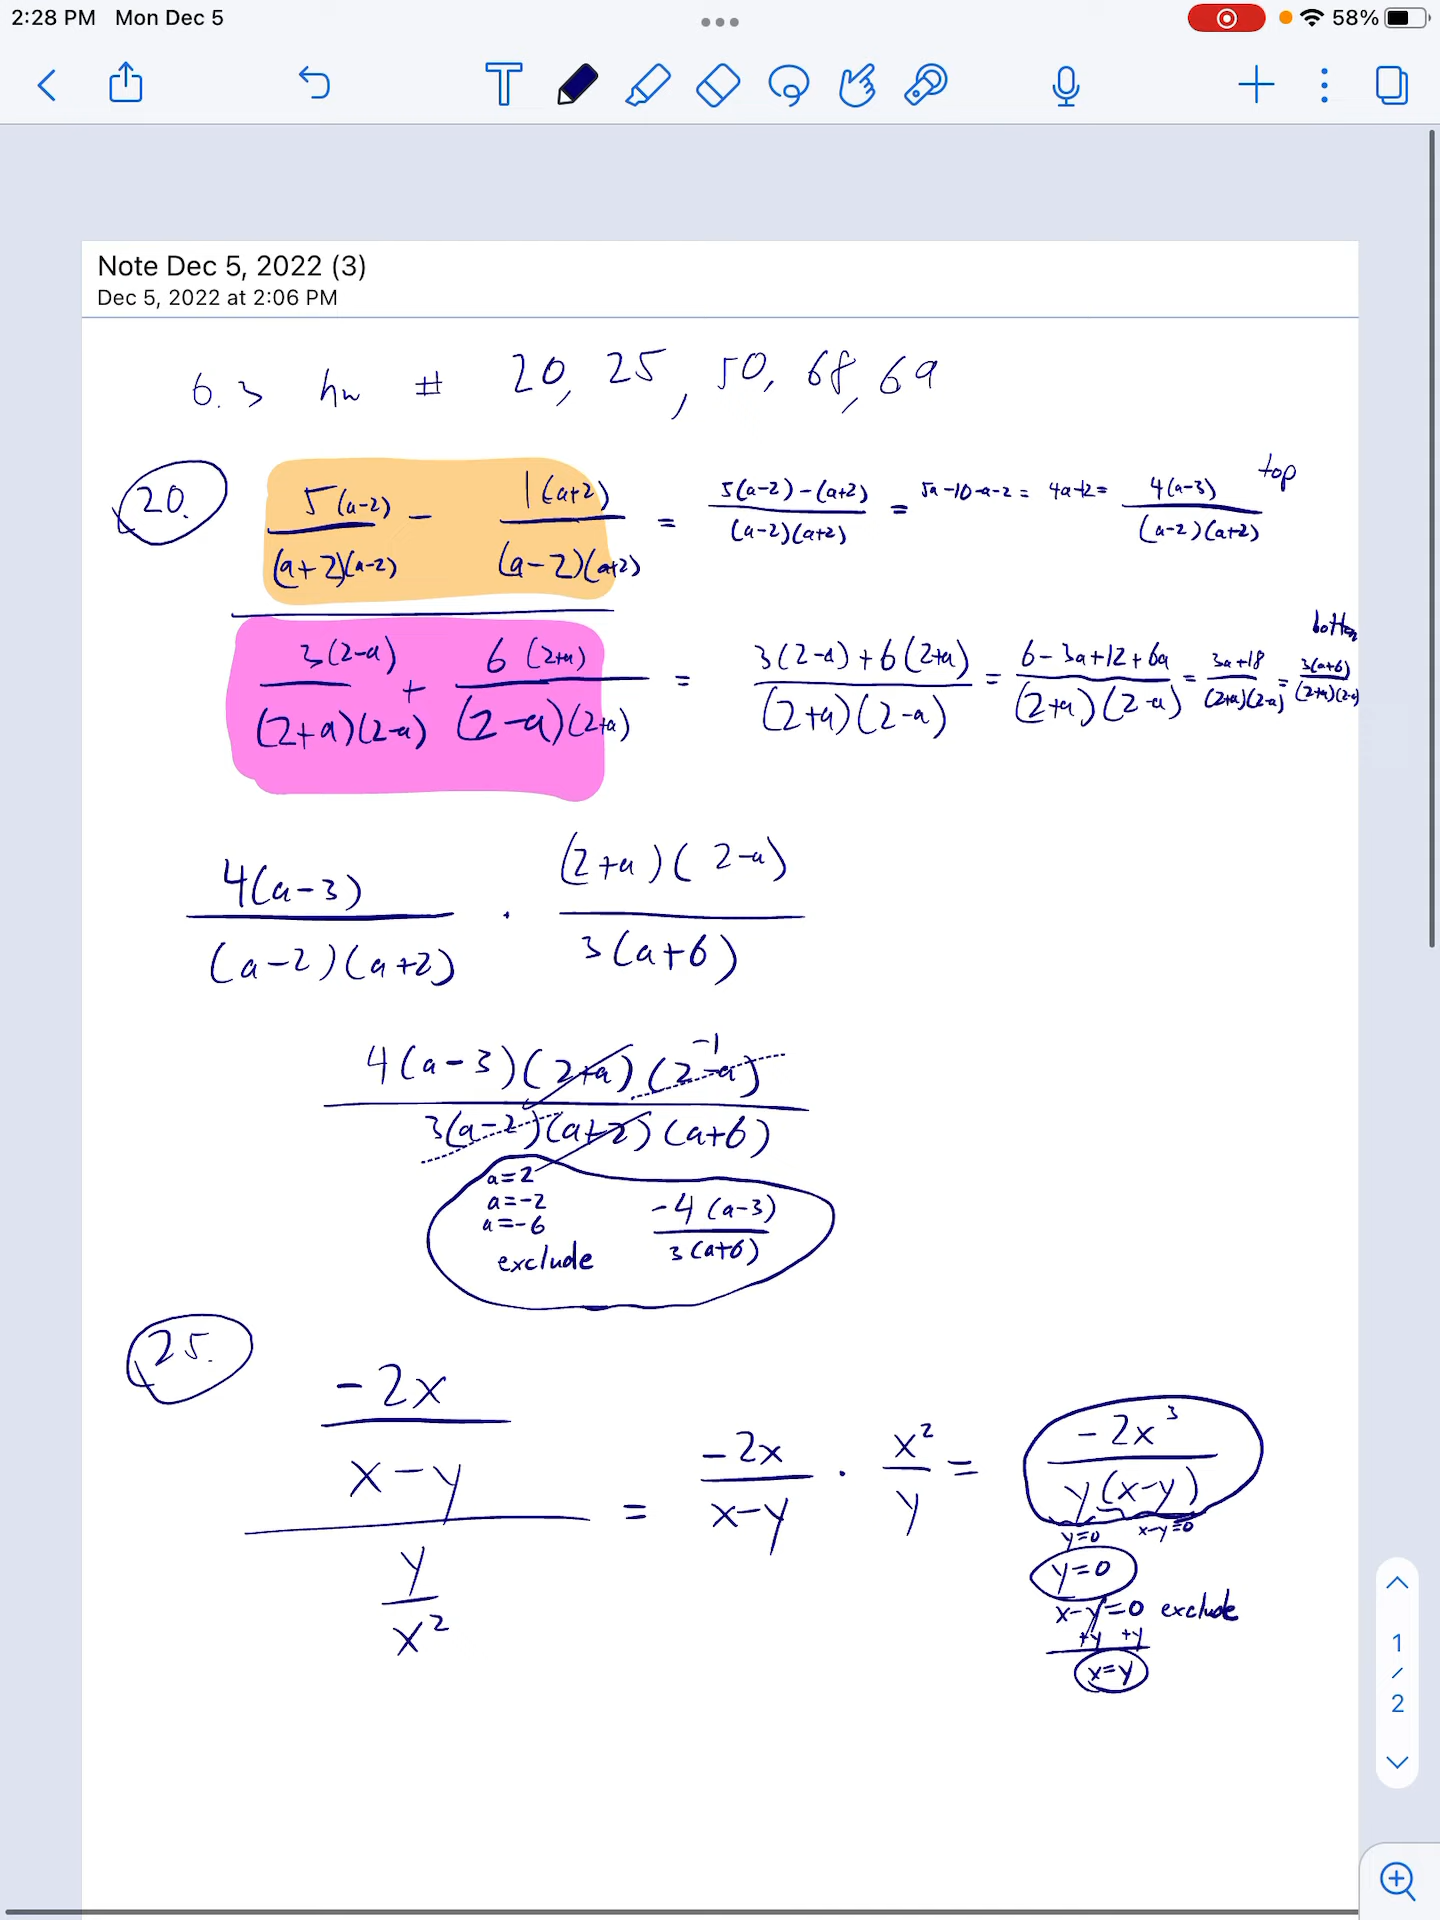 2:28 PM Mon Dec 5
58%
T
Note Dec 5, 2022 (3)
Dec 5, 2022 at 2:06 PM
6.3 hw # 20, 25, 50, 68, 69
20.
5(a-2)/(a+2)(a-2) - 1(a+2)/(a-2)(a+2) = 5(a-2)-(a+2)/(a-2)(a+2) = 5a-10-a-2 = 4a-12 = 4(a-3)/(a-2)(a+2) top
3(2-a)/(2+a)(2-a) + 6(2+a)/(2-a)(2+a) = 3(2-a)+6(2+a)/(2+a)(2-a) = 6-3a+12+6a/(2+a)(2-a) = 3a+18/(2+a)(2-a) = 3(a+6)/(2+a)(2-a) bottom
4(a-3)/(a-2)(a+2) · (2+a)(2-a)/3(a+6)
-1
4(a-3)(2+a)(2-a)/3(a-2)(a+2)(a+6)
a=2
a=-2
a=-6
exclude
-4(a-3)/3(a+6)
25.
-2x/x-y / y/x² = -2x/x-y · x²/y = -2x³/y(x-y)
y=0 x-y=0
y=0
x-y=0 exclude
+y +y
x=y
1
/
2